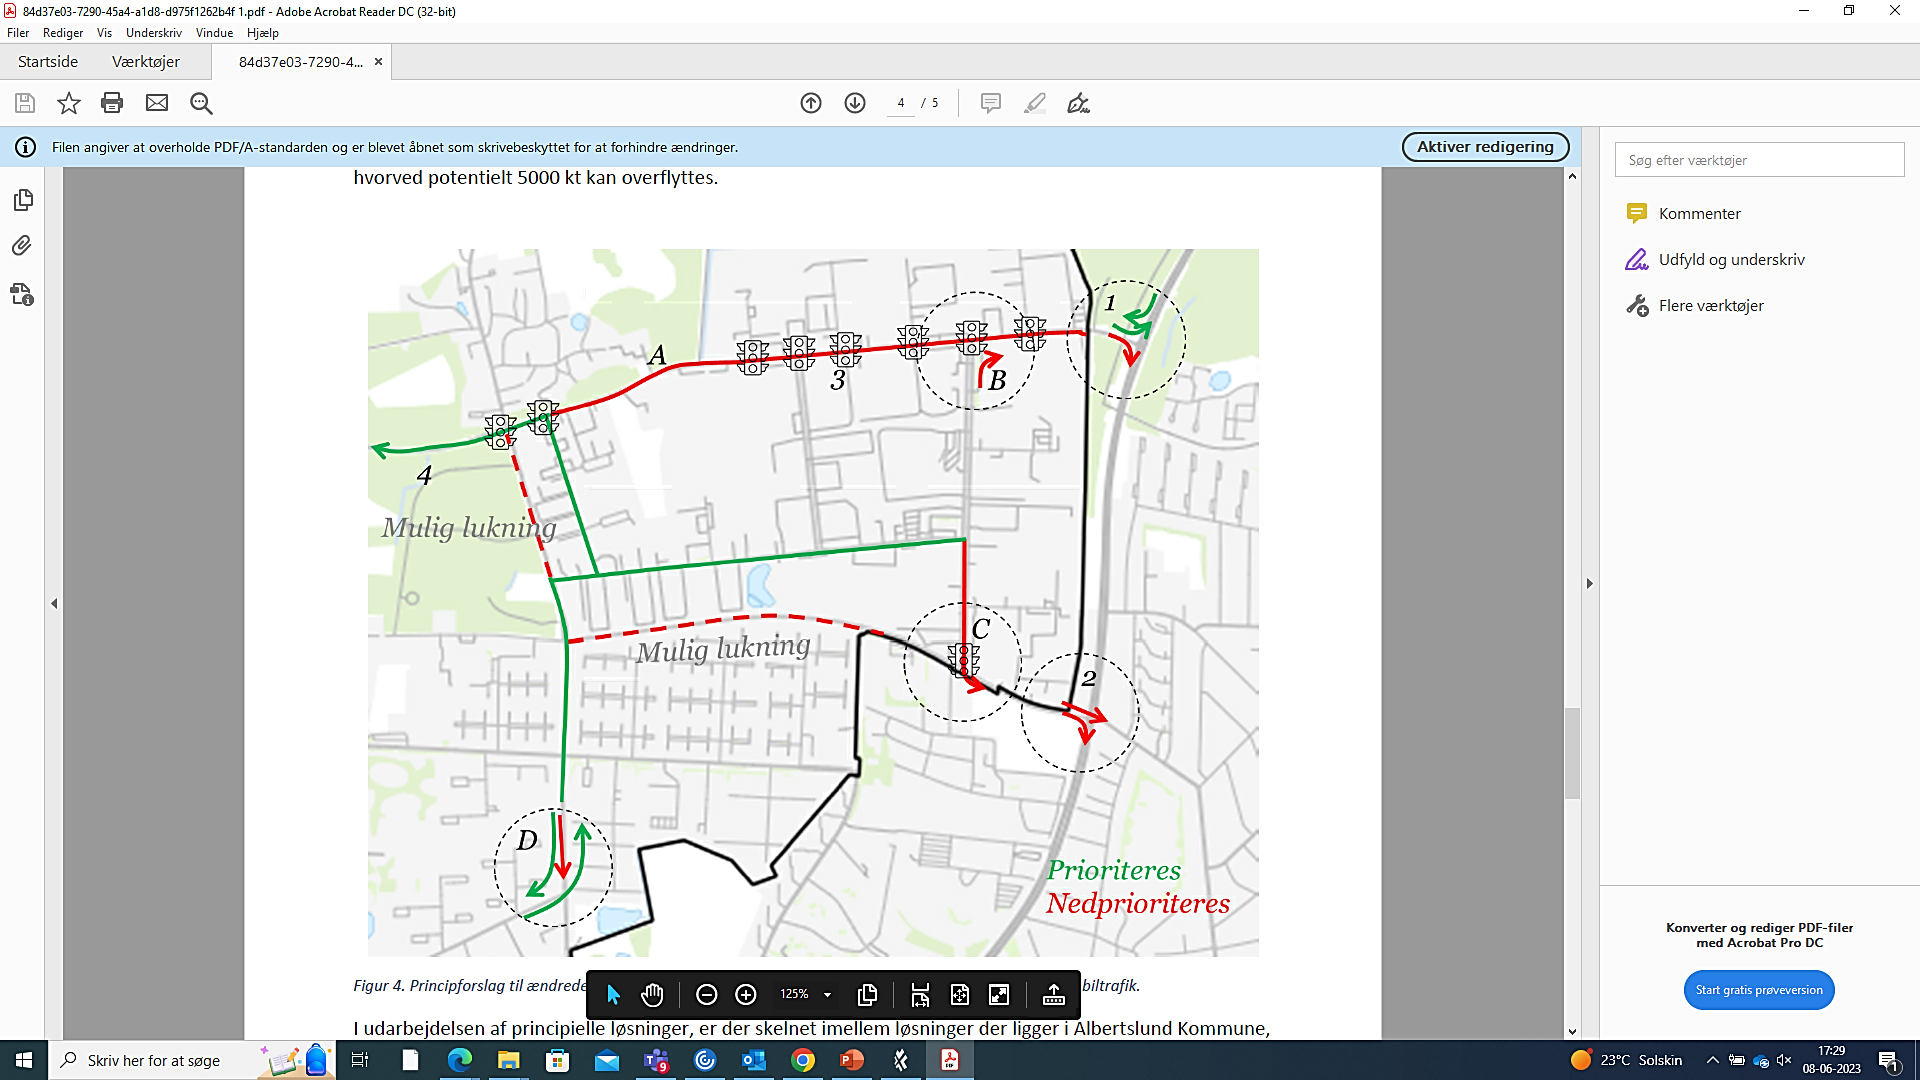 84d37e03-7290-45a4-a1d8-d975f1262b4f 1.pdf - Adobe Acrobat Reader DC (32-bit)
Filer Rediger Vis Underskriv Vindue Hjælp
Startside Værktøjer 84d37e03-7290-4... ×
4 / 5
Filen angiver at overholde PDF/A-standarden og er blevet åbnet som skrivebeskyttet for at forhindre ændringer.
Aktiver redigering
Søg efter værktøjer
Kommenter
Udfyld og underskriv
Flere værktøjer
hvorved potentielt 5000 kt kan overflyttes.
1
A
3
B
4
Mulig lukning
C
Mulig lukning
2
D
Prioriteres
Nedprioriteres
Figur 4. Principforslag til ændrede
biltrafik.
125%
I udarbejdelsen af principielle løsninger, er der skelnet imellem løsninger der ligger i Albertslund Kommune,
Konverter og rediger PDF-filer
med Acrobat Pro DC
Start gratis prøveversion
Skriv her for at søge
9
23°C Solskin
17:29
08-06-2023
1